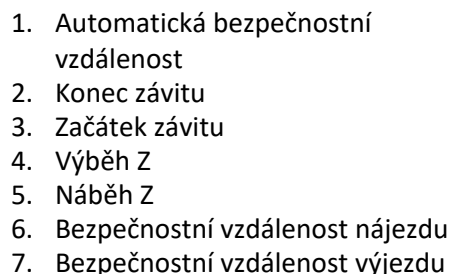 1. Automatická bezpečnostní
vzdálenost
2. Konec závitu
3. Začátek závitu
4. Výběh Z
5. Náběh Z
6. Bezpečnostní vzdálenost nájezdu
7. Bezpečnostní vzdálenost výjezdu